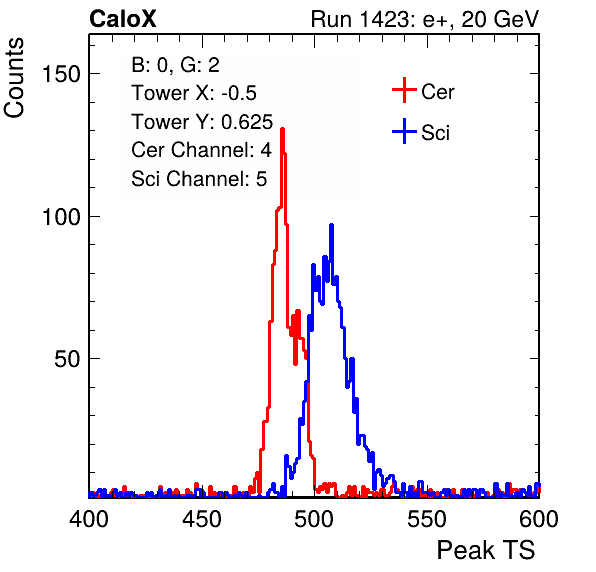 CaloX Run 1423: e+, 20 GeV
Counts
150
100
50
B: 0, G: 2
Tower X: -0.5
Tower Y: 0.625
Cer Channel: 4
Sci Channel: 5
Cer
Sci
400 450 500 550 600
Peak TS